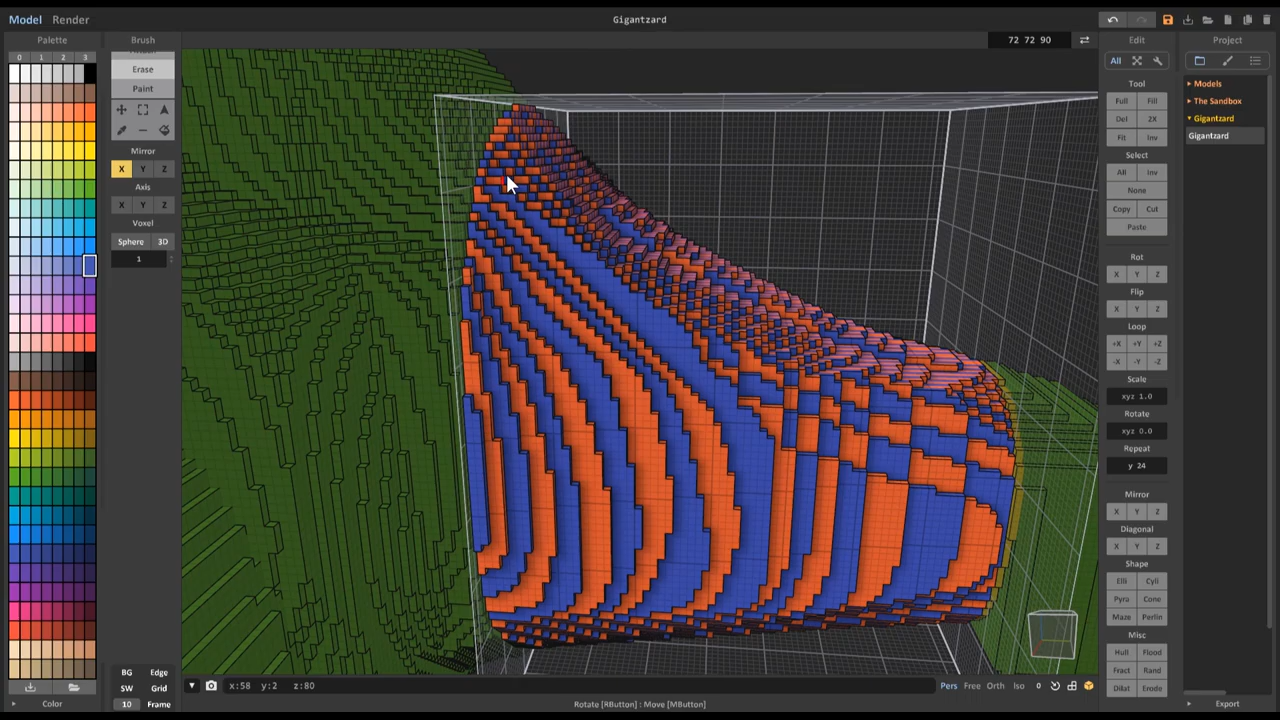 Model Render
Gigantzard
Palette
Brush
72 72 90
Edit
Project
0 1 2 3
Erase
Paint
Mirror
X Y Z
Axis
X Y Z
Voxel
Sphere 3D
1
BG Edge
SW Grid
10 Frame
Color
x:58 y:2 z:80
Pers Free Orth Iso 0
Rotate [RButton] : Move [MButton]
All
Tool
Full Fill
Del 2X
Fit Inv
Select
All Inv
None
Copy Cut
Paste
Rot
X Y Z
Flip
X Y Z
Loop
+X +Y +Z
-X -Y -Z
Scale
xyz 1.0
Rotate
xyz 0.0
Repeat
y 24
Mirror
X Y Z
Diagonal
X Y Z
Shape
Elli Cyli
Pyra Cone
Maze Perlin
Misc
Hull Flood
Fract Rand
Dilat Erode
Models
The Sandbox
Gigantzard
Gigantzard
Export